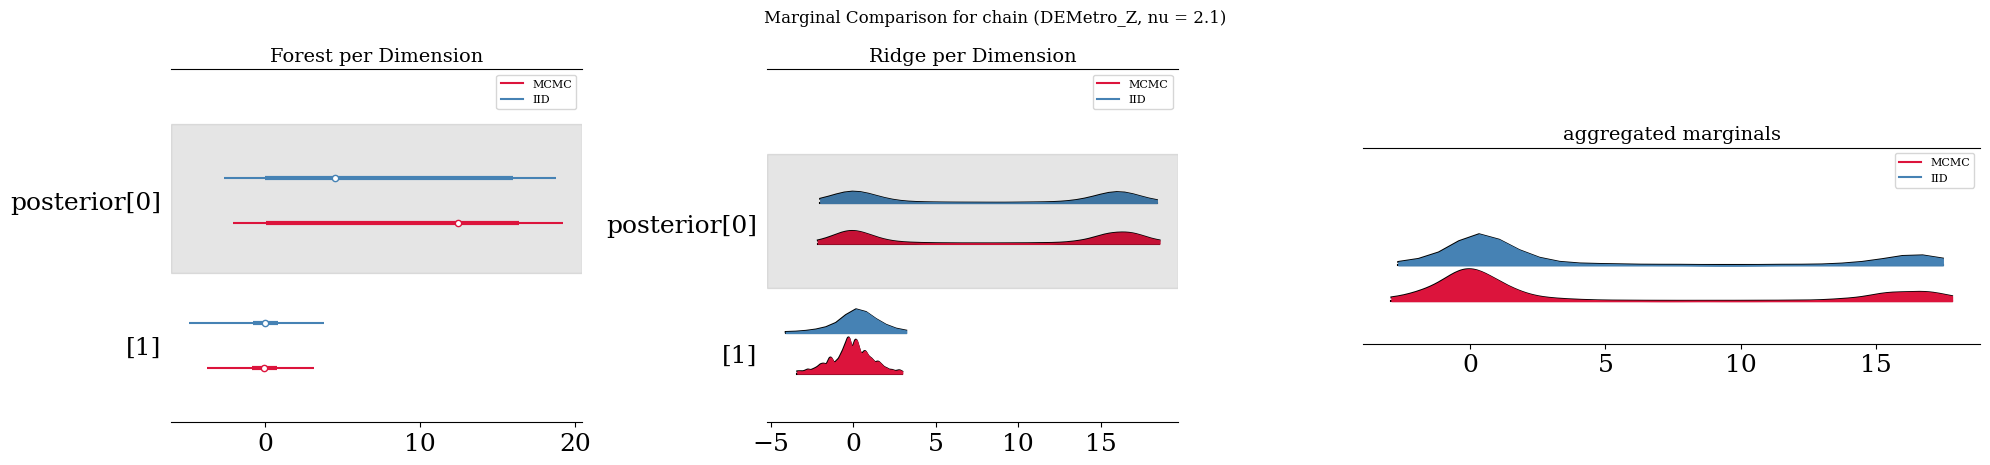 Marginal Comparison for chain (DEMetro_Z, nu = 2.1)
Forest per Dimension
MCMC
IID
posterior[0]
[1]
0 10 20
Ridge per Dimension
MCMC
IID
posterior[0]
[1]
−5 0 5 10 15
aggregated marginals
MCMC
IID
0 5 10 15